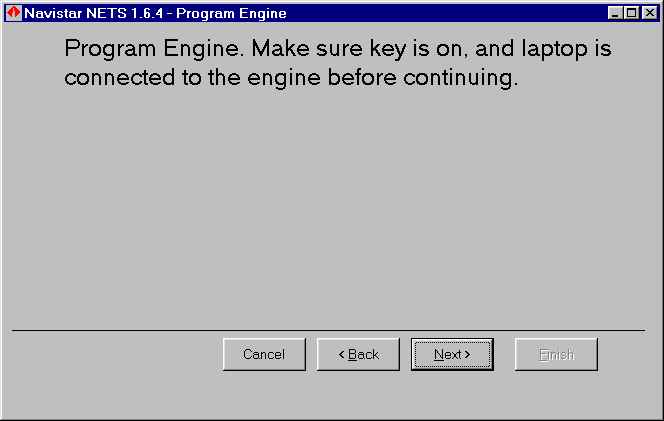 Navistar NETS 1.6.4 - Program Engine
Program Engine. Make sure key is on, and laptop is
connected to the engine before continuing.
Cancel < Back Next > Finish